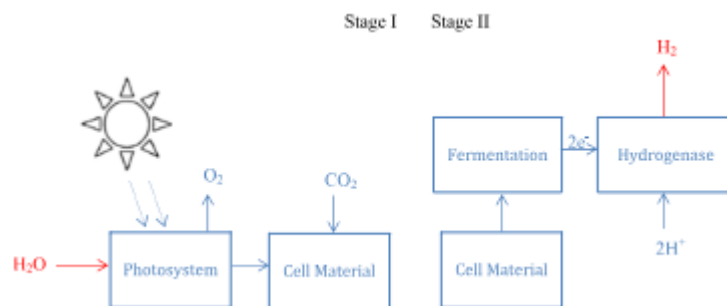 Stage I Stage II
H₂
Fermentation 2e⁻ Hydrogenase
O₂ CO₂
2H⁺
H₂O Photosystem Cell Material Cell Material